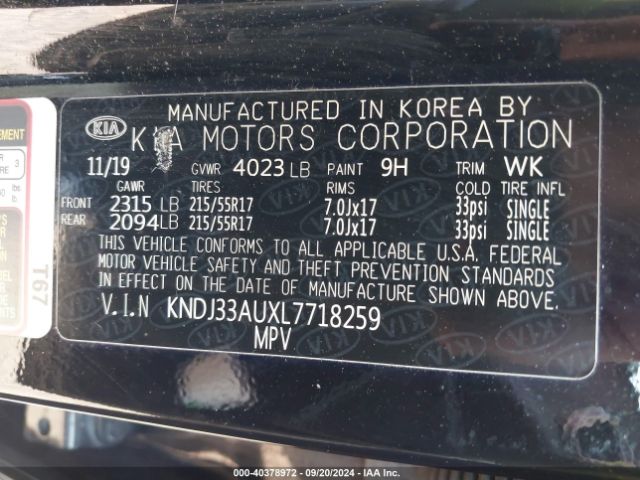 MANUFACTURED IN KOREA BY
KIA KIA MOTORS CORPORATION
11/19 GVWR 4023 LB PAINT 9H TRIM WK
GAWR TIRES RIMS COLD TIRE INFL
FRONT 2315 LB 215/55R17 7.0Jx17 33psi SINGLE
REAR 2094 LB 215/55R17 7.0Jx17 33psi SINGLE
THIS VEHICLE CONFORMS TO ALL APPLICABLE U.S.A. FEDERAL
MOTOR VEHICLE SAFETY AND THEFT PREVENTION STANDARDS
IN EFFECT ON THE DATE OF MANUFACTURE SHOWN ABOVE.
V.I.N KNDJ33AUXL7718259
MPV
T67
000-40378972 - 09/20/2024 - IAA Inc.